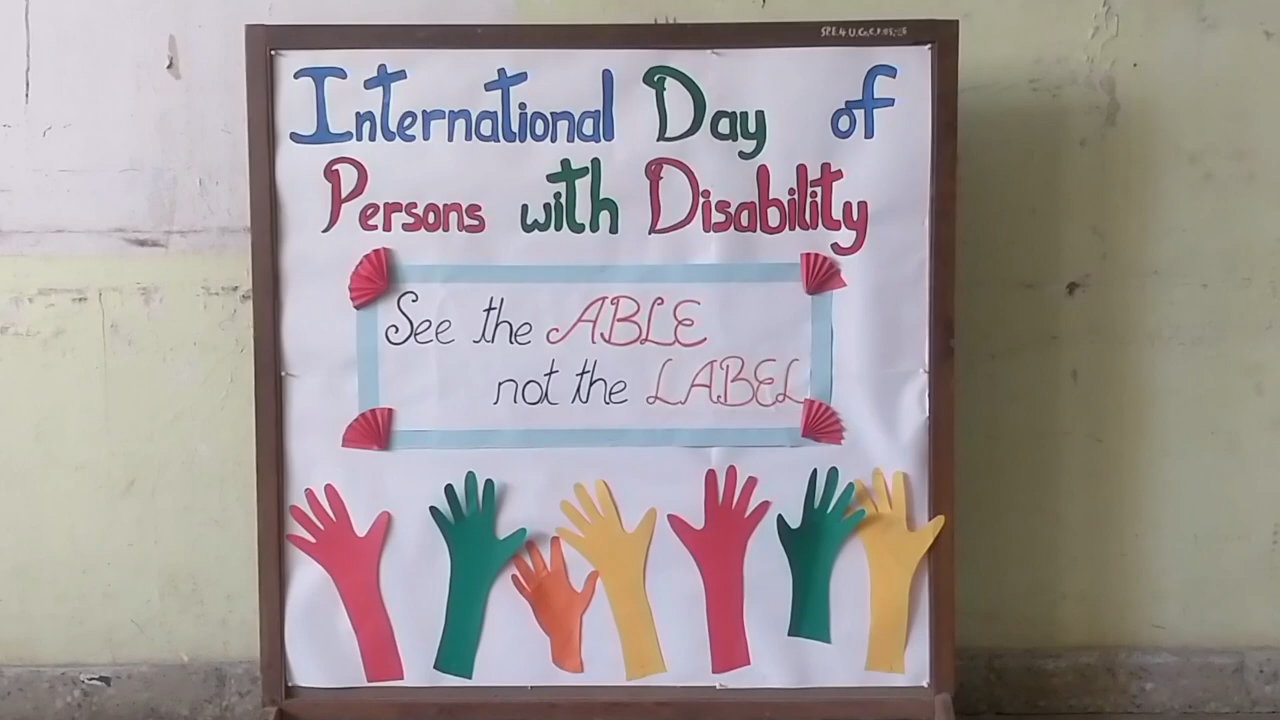 International Day of
Persons with Disability
See the ABLE
not the LABEL